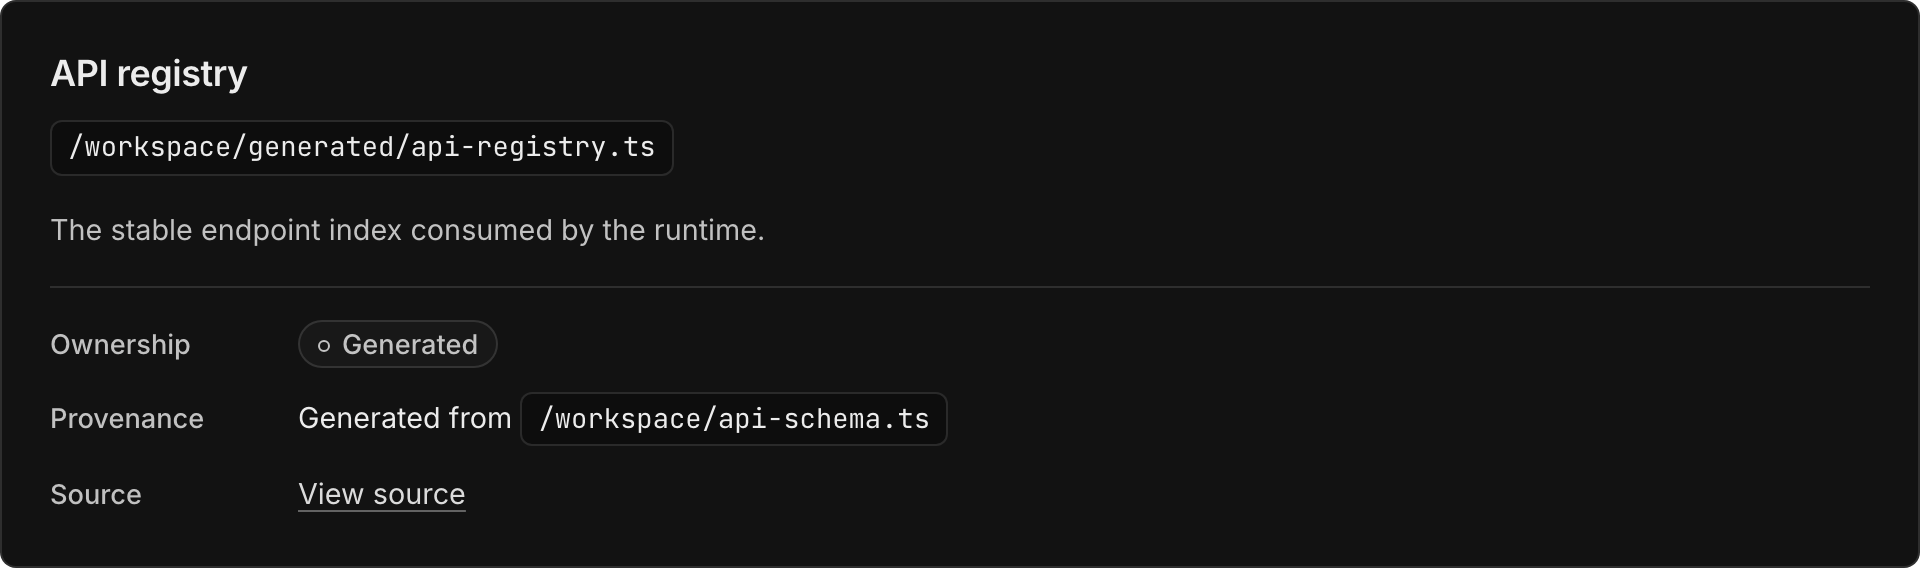 API registry
/workspace/generated/api-registry.ts
The stable endpoint index consumed by the runtime.
Ownership Generated
Provenance Generated from /workspace/api-schema.ts
Source View source